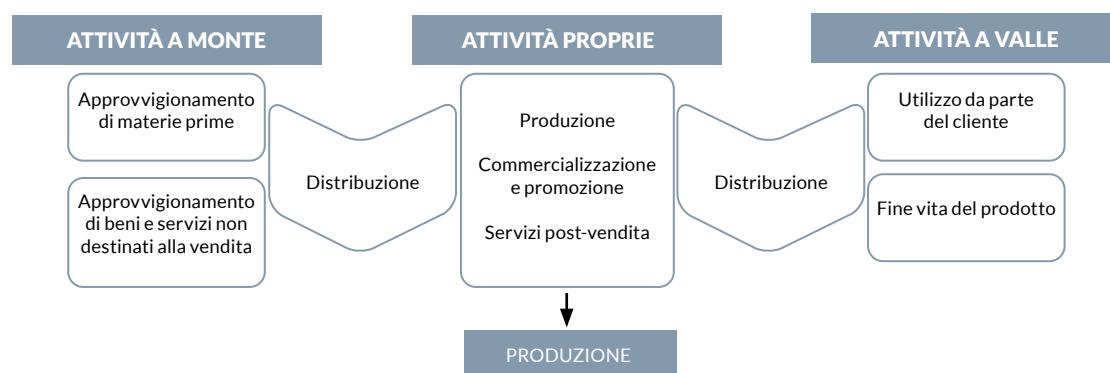 ATTIVITÀ A MONTE
Approvvigionamento
di materie prime
Approvvigionamento
di beni e servizi non
destinati alla vendita
Distribuzione
ATTIVITÀ PROPRIE
Produzione
Commercializzazione
e promozione
Servizi post-vendita
PRODUZIONE
Distribuzione
ATTIVITÀ A VALLE
Utilizzo da parte
del cliente
Fine vita del prodotto